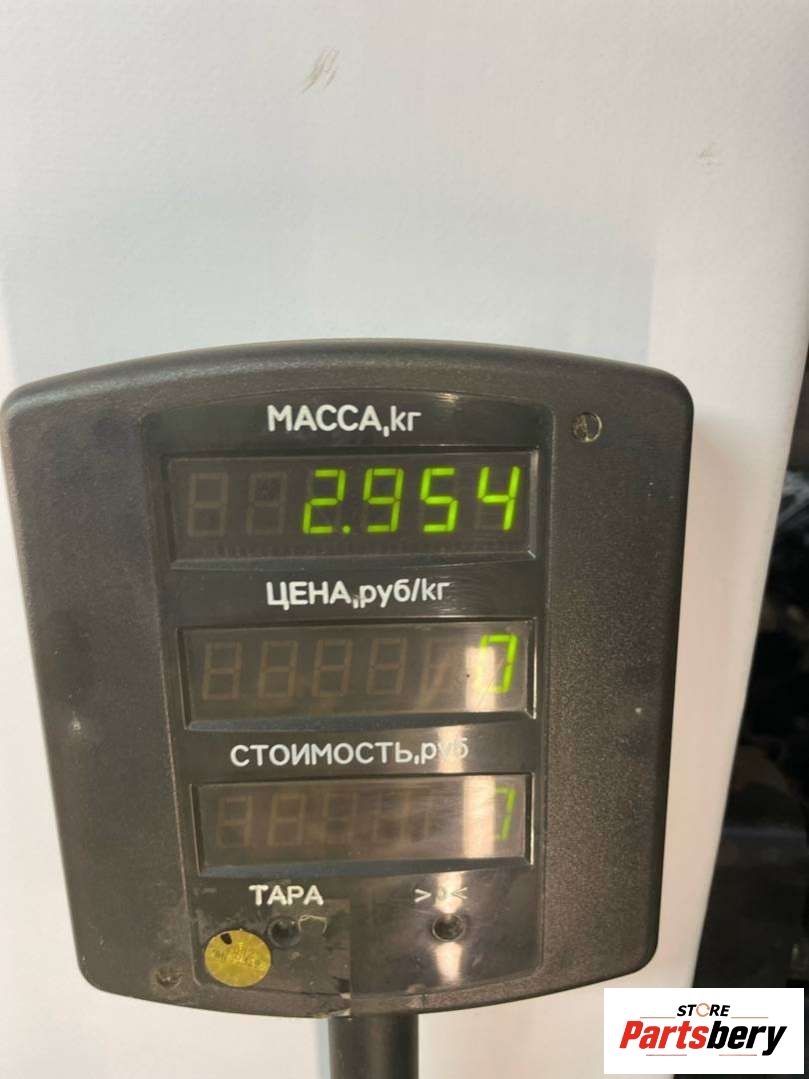 МАССА,кг
2.954
ЦЕНА,руб/кг
0
СТОИМОСТЬ,руб
0
ТАРА >0<
STORE
Partsbery